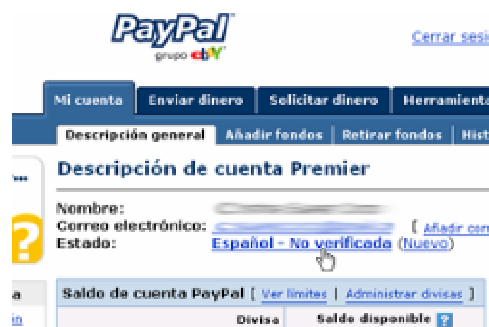 PayPal
grupo ebY
Cerrar sesi
Mi cuenta Enviar dinero Solicitar dinero Herramienta
Descripción general Añadir fondos Retirar fondos Hist
...
Descripción de cuenta Premier
Nombre:
Correo electrónico: [ Añadir corr
?
Estado: Español - No verificada (Nuevo)
a
Saldo de cuenta PayPal [ Ver límites | Administrar divisas ]
ón
Divisa Saldo disponible ?